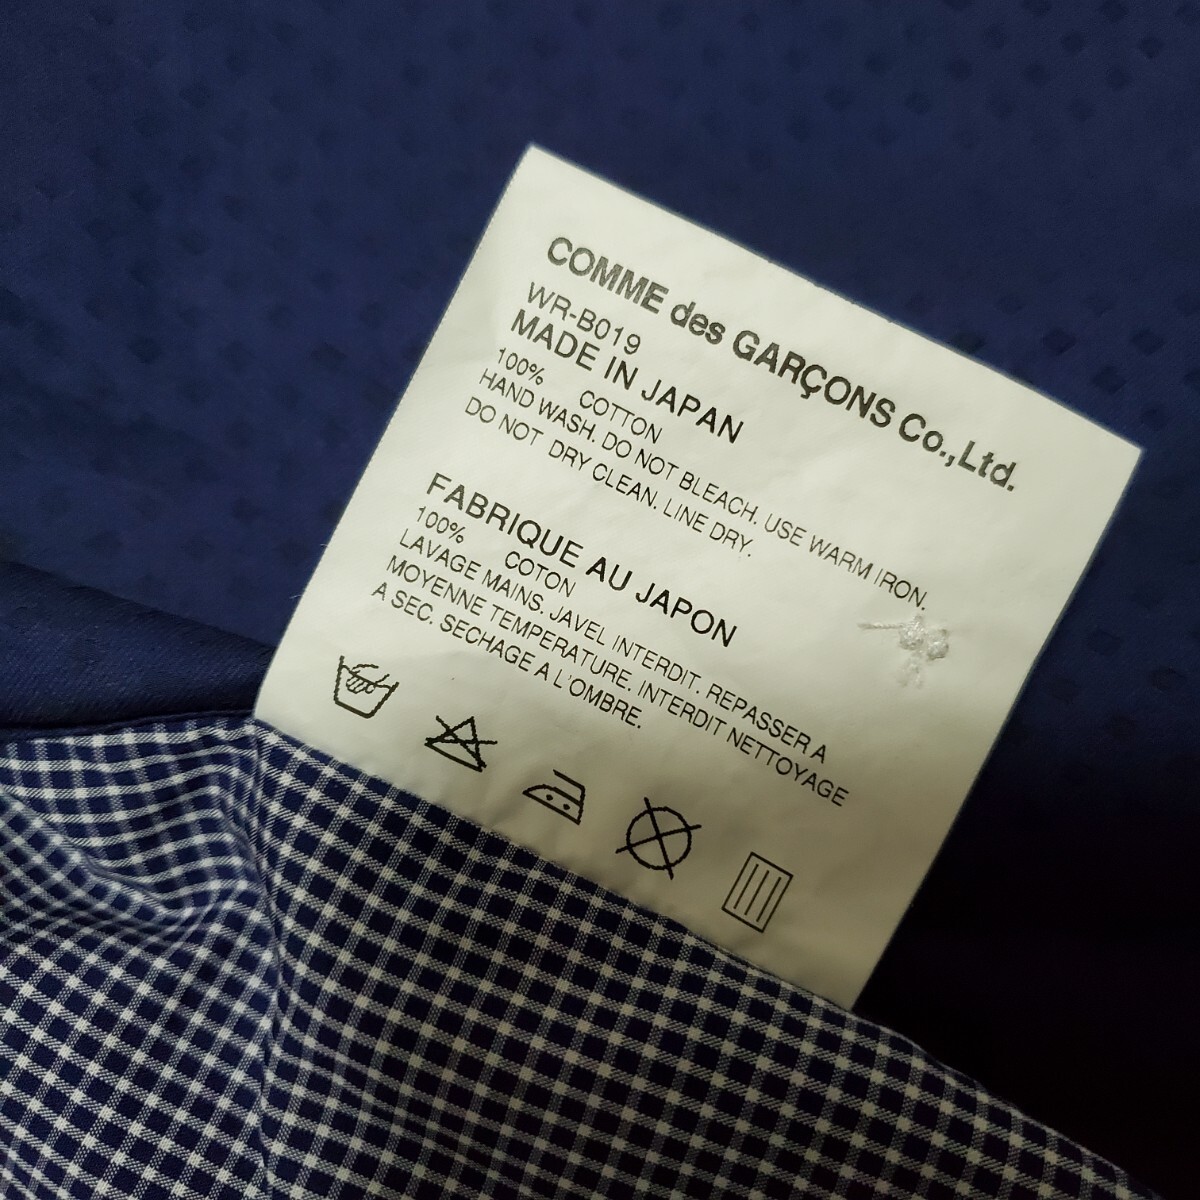 COMME des GARÇONS Co.,Ltd.
WR-B019
MADE IN JAPAN
100% COTTON
HAND WASH. DO NOT BLEACH. USE WARM IRON.
DO NOT DRY CLEAN. LINE DRY.
FABRIQUE AU JAPON
100% COTON
LAVAGE MAINS. JAVEL INTERDIT. REPASSER A
MOYENNE TEMPERATURE. INTERDIT NETTOYAGE
A SEC. SECHAGE A L'OMBRE.